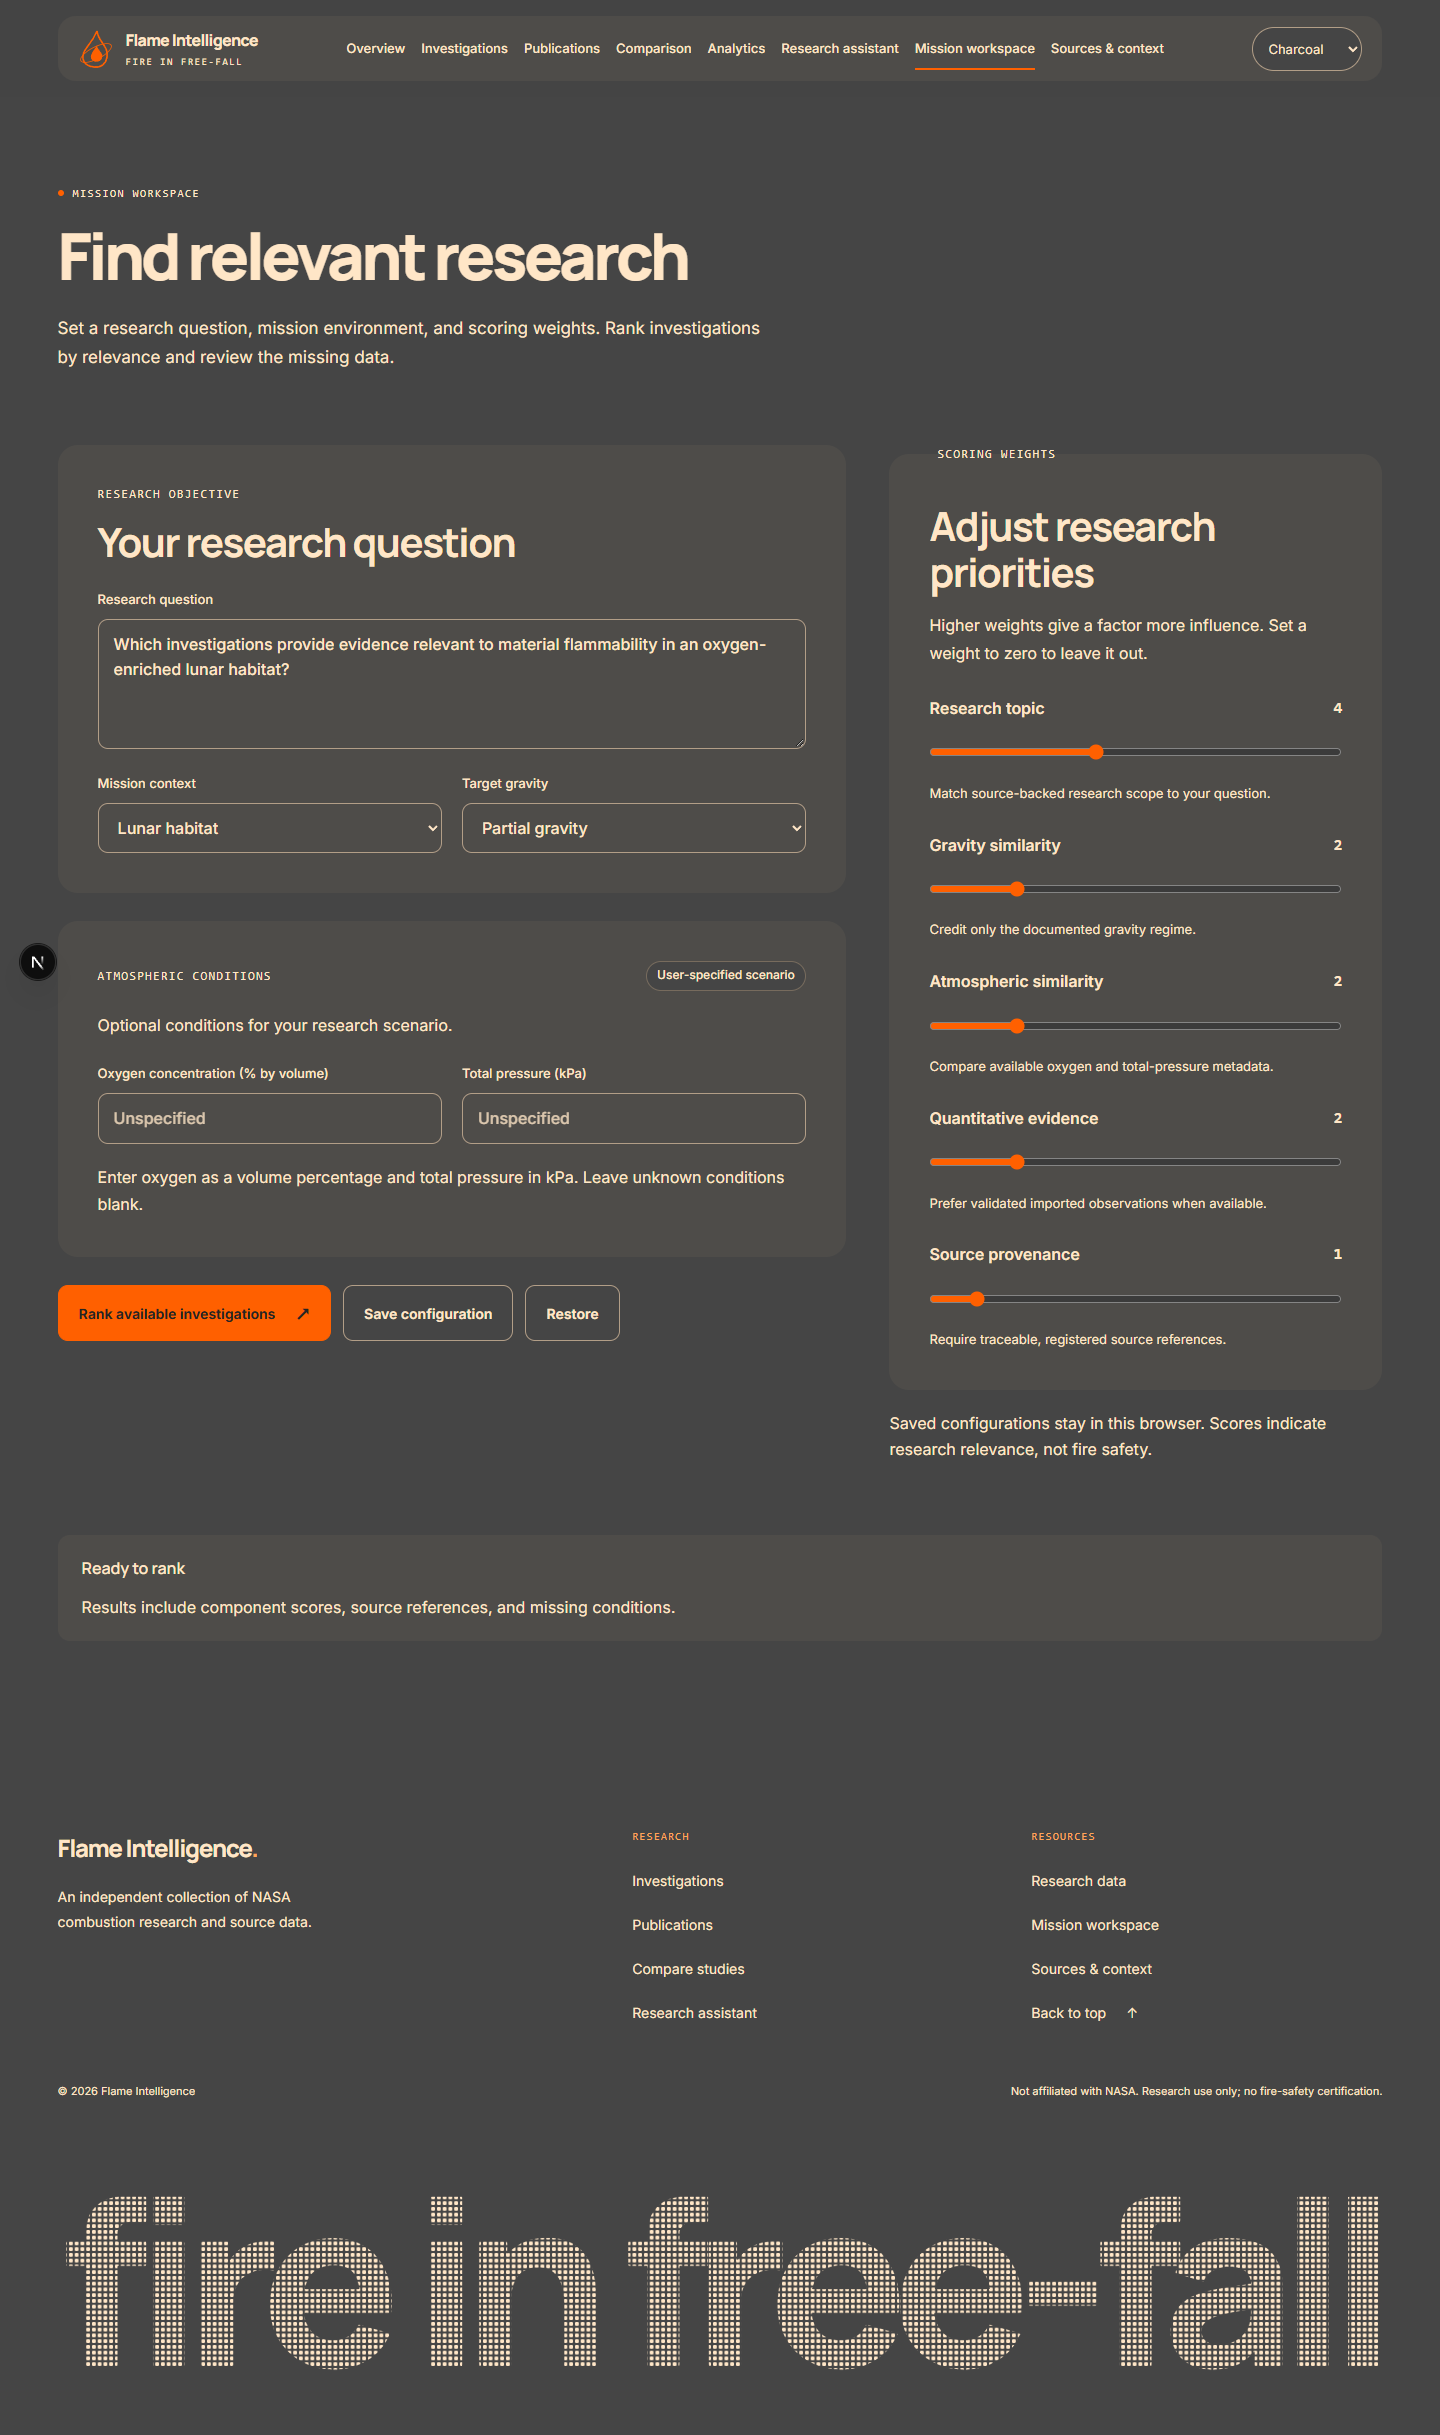 Flame Intelligence
FIRE IN FREE-FALL
Overview
Investigations
Publications
Comparison
Analytics
Research assistant
Mission workspace
Sources & context
Charcoal
MISSION WORKSPACE
Find relevant research
Set a research question, mission environment, and scoring weights. Rank investigations
by relevance and review the missing data.
RESEARCH OBJECTIVE
Your research question
Research question
Which investigations provide evidence relevant to material flammability in an oxygen-
enriched lunar habitat?
Mission context
Target gravity
Lunar habitat
Partial gravity
N
ATMOSPHERIC CONDITIONS
User-specified scenario
Optional conditions for your research scenario.
Oxygen concentration (% by volume)
Total pressure (kPa)
Unspecified
Unspecified
Enter oxygen as a volume percentage and total pressure in kPa. Leave unknown conditions
blank.
Rank available investigations ↗
Save configuration
Restore
SCORING WEIGHTS
Adjust research
priorities
Higher weights give a factor more influence. Set a
weight to zero to leave it out.
Research topic 4
Match source-backed research scope to your question.
Gravity similarity 2
Credit only the documented gravity regime.
Atmospheric similarity 2
Compare available oxygen and total-pressure metadata.
Quantitative evidence 2
Prefer validated imported observations when available.
Source provenance 1
Require traceable, registered source references.
Saved configurations stay in this browser. Scores indicate
research relevance, not fire safety.
Ready to rank
Results include component scores, source references, and missing conditions.
Flame Intelligence.
An independent collection of NASA
combustion research and source data.
RESEARCH
Investigations
Publications
Compare studies
Research assistant
RESOURCES
Research data
Mission workspace
Sources & context
Back to top ↑
© 2026 Flame Intelligence
Not affiliated with NASA. Research use only; no fire-safety certification.
fire in free-fall